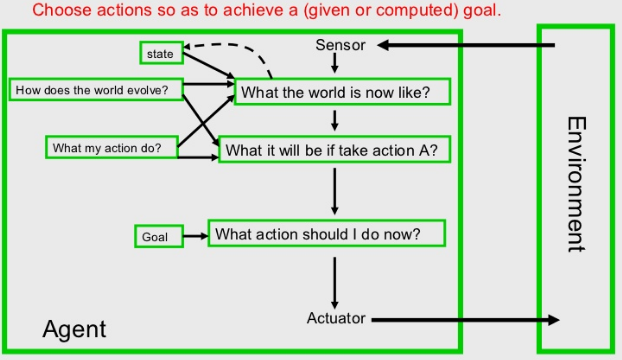 Choose actions so as to achieve a (given or computed) goal.
Sensor
state
How does the world evolve?
What the world is now like?
What my action do?
What it will be if take action A?
Goal
What action should I do now?
Actuator
Agent
Environment